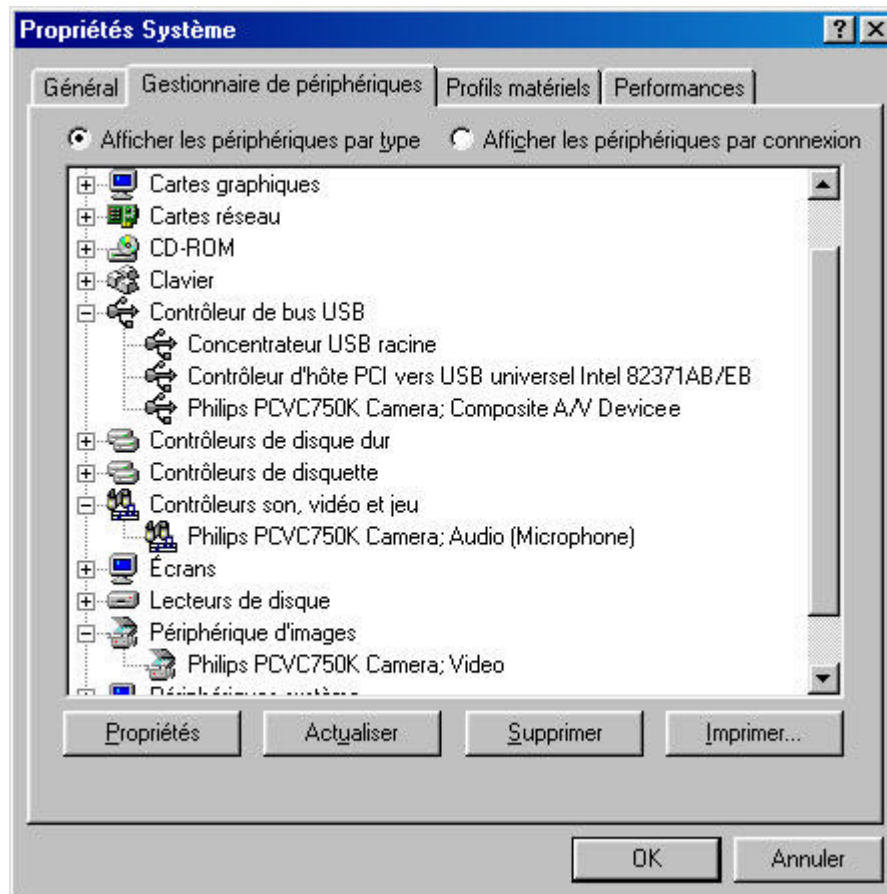 Propriétés Système
Général Gestionnaire de périphériques Profils matériels Performances
Afficher les périphériques par type Afficher les périphériques par connexion
Cartes graphiques
Cartes réseau
CD-ROM
Clavier
Contrôleur de bus USB
Concentrateur USB racine
Contrôleur d'hôte PCI vers USB universel Intel 82371AB/EB
Philips PCVC750K Camera; Composite A/V Devicee
Contrôleurs de disque dur
Contrôleurs de disquette
Contrôleurs son, vidéo et jeu
Philips PCVC750K Camera; Audio (Microphone)
Écrans
Lecteurs de disque
Périphérique d'images
Philips PCVC750K Camera; Video
Périphériques système
Propriétés Actualiser Supprimer Imprimer...
OK Annuler